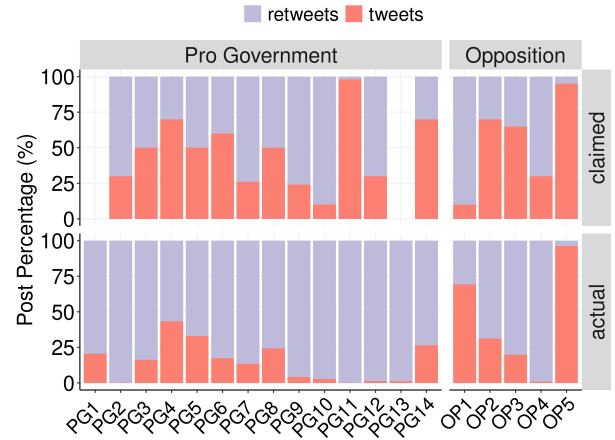 retweets tweets
Pro Government Opposition
Post Percentage (%)
100
75
50
25
0
claimed
100
75
50
25
0
actual
PG1 PG2 PG3 PG4 PG5 PG6 PG7 PG8 PG9 PG10 PG11 PG12 PG13 PG14 OP1 OP2 OP3 OP4 OP5